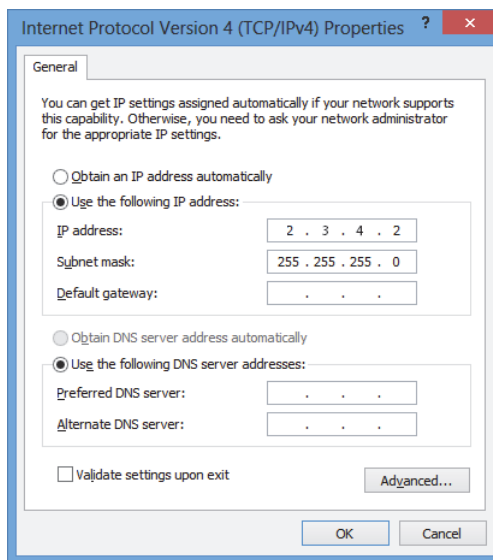 Internet Protocol Version 4 (TCP/IPv4) Properties ? ×
General
You can get IP settings assigned automatically if your network supports
this capability. Otherwise, you need to ask your network administrator
for the appropriate IP settings.
Obtain an IP address automatically
Use the following IP address:
IP address: 2 . 3 . 4 . 2
Subnet mask: 255 . 255 . 255 . 0
Default gateway: . . .
Obtain DNS server address automatically
Use the following DNS server addresses:
Preferred DNS server: . . .
Alternate DNS server: . . .
Validate settings upon exit
Advanced...
OK Cancel